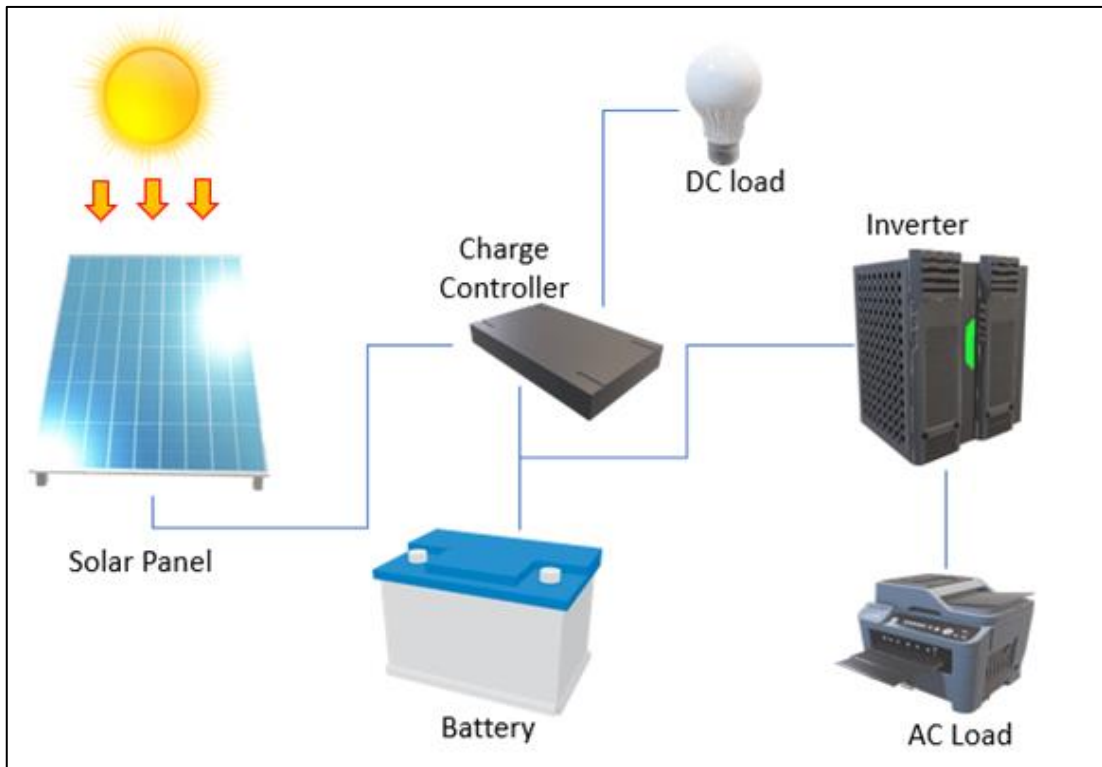 DC load
Inverter
Charge
Controller
Solar Panel
Battery
AC Load